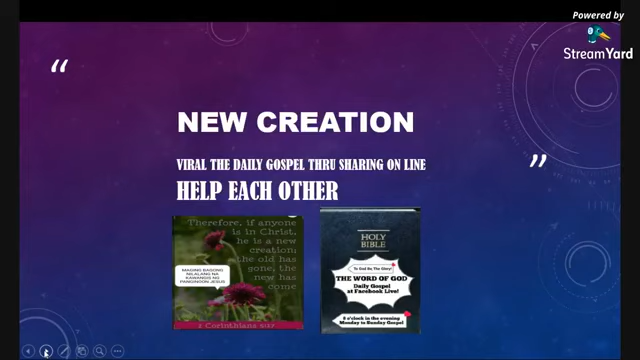 Powered by
StreamYard
“
NEW CREATION
VIRAL THE DAILY GOSPEL THRU SHARING ON LINE
”
HELP EACH OTHER
Therefore, if anyone
is in Christ,
he is a new
creation;
the old has
gone, the
new has
come
MAGING BAGONG
NILALANG NA
KAWANGIS NG
PANGINOON JESUS
1 Corinthians 5:17
HOLY
BIBLE
To God Be The Glory!
THE WORD OF GOD
Daily Gospel
at Facebook Live!
8 o'clock in the evening
Monday to Sunday Gospel